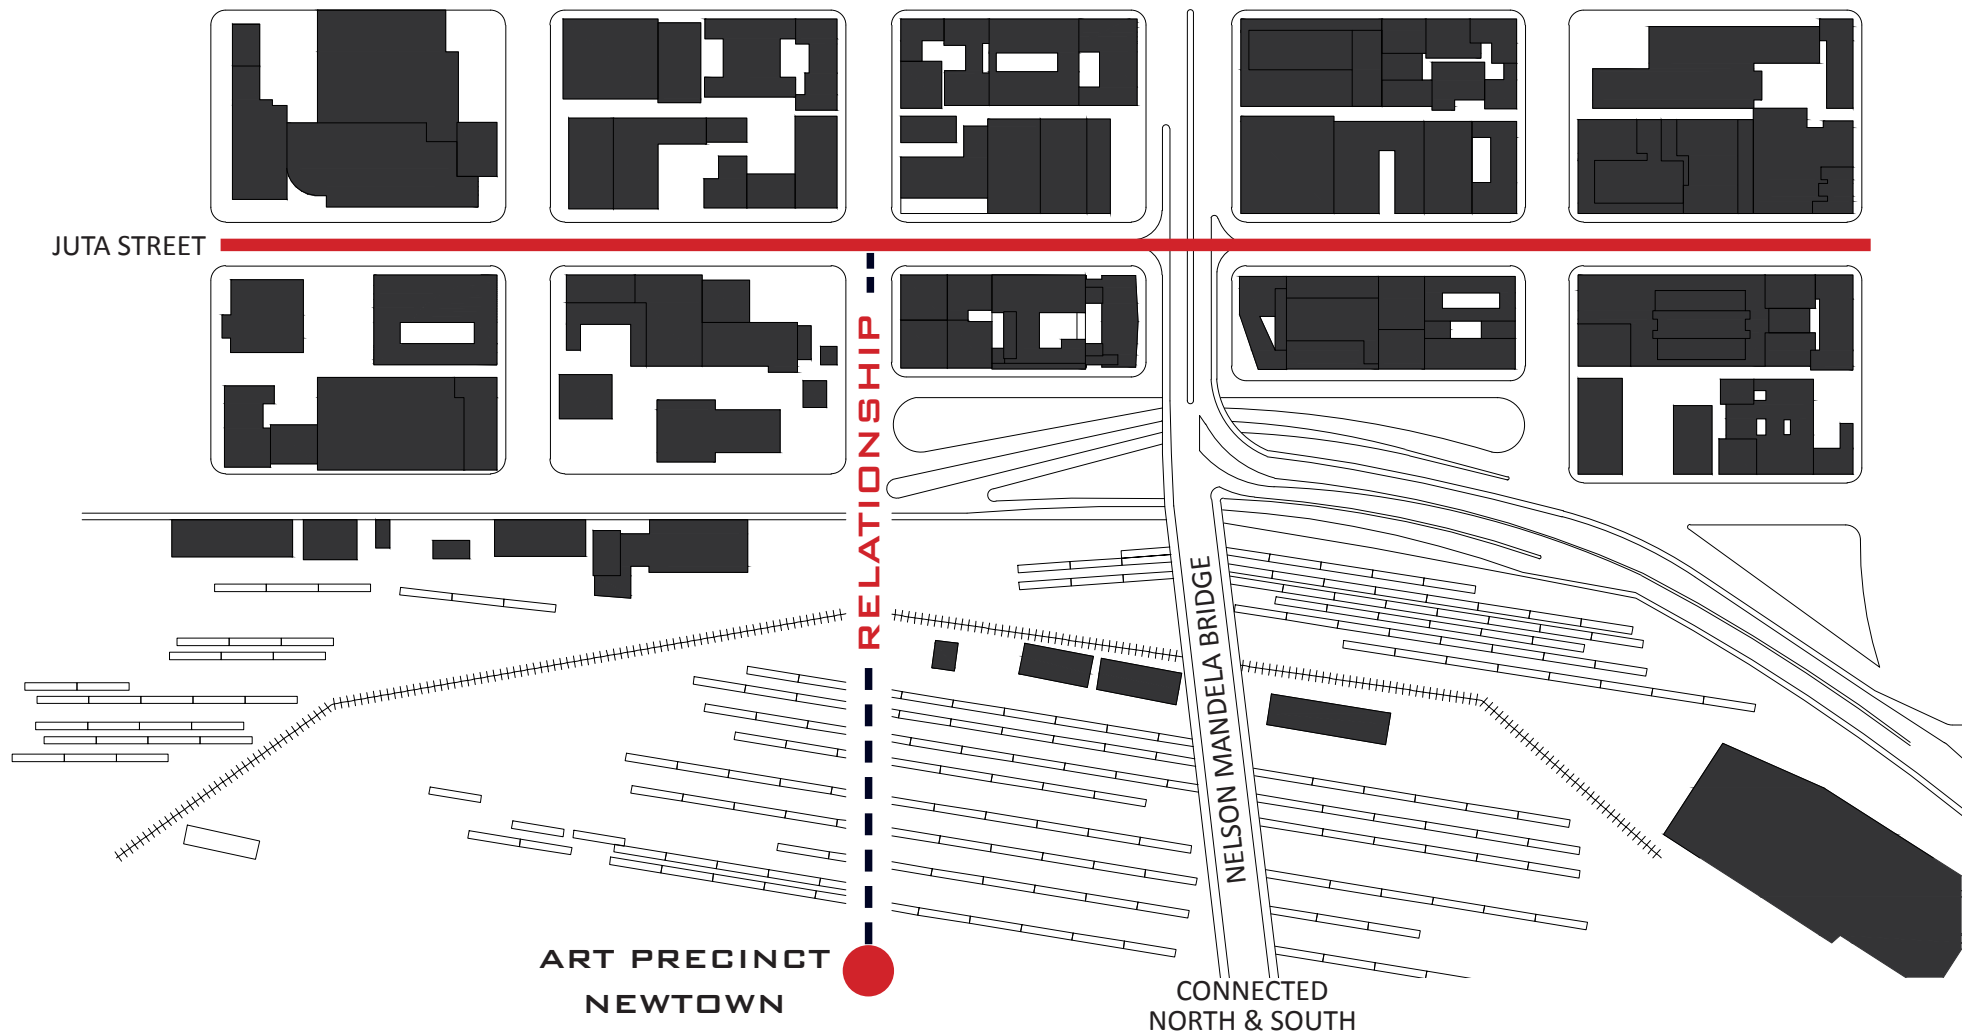 JUTA STREET
RELATIONSHIP
NELSON MANDELA BRIDGE
ART PRECINCT
NEWTOWN
CONNECTED
NORTH & SOUTH